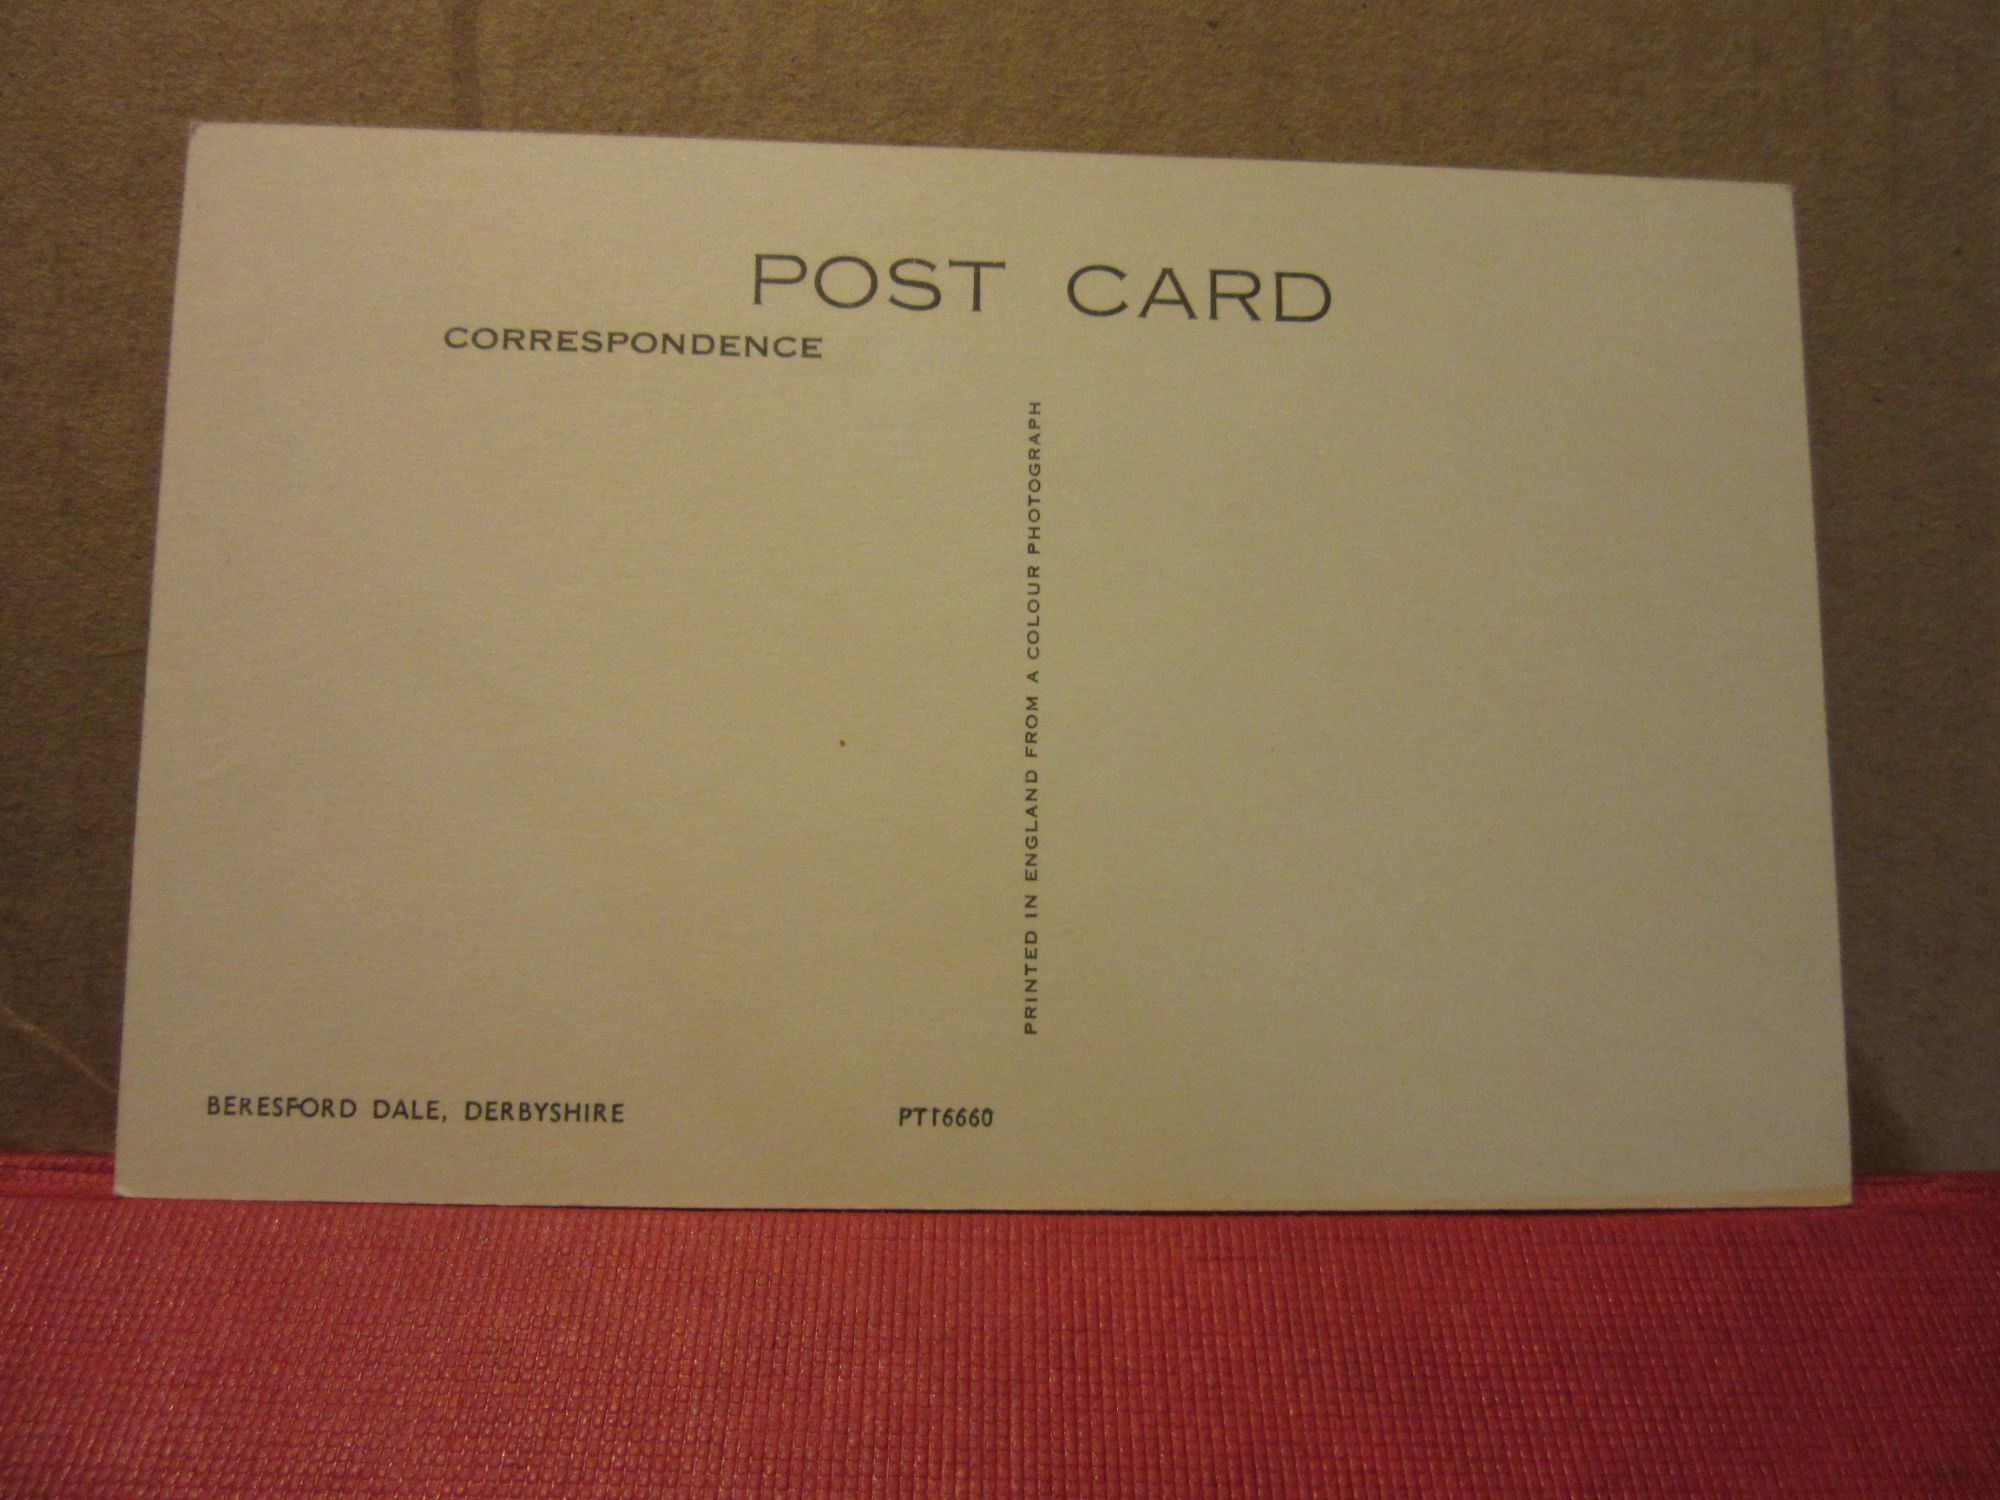 POST CARD
CORRESPONDENCE
PRINTED IN ENGLAND FROM A COLOUR PHOTOGRAPH
BERESFORD DALE, DERBYSHIRE
PT16660